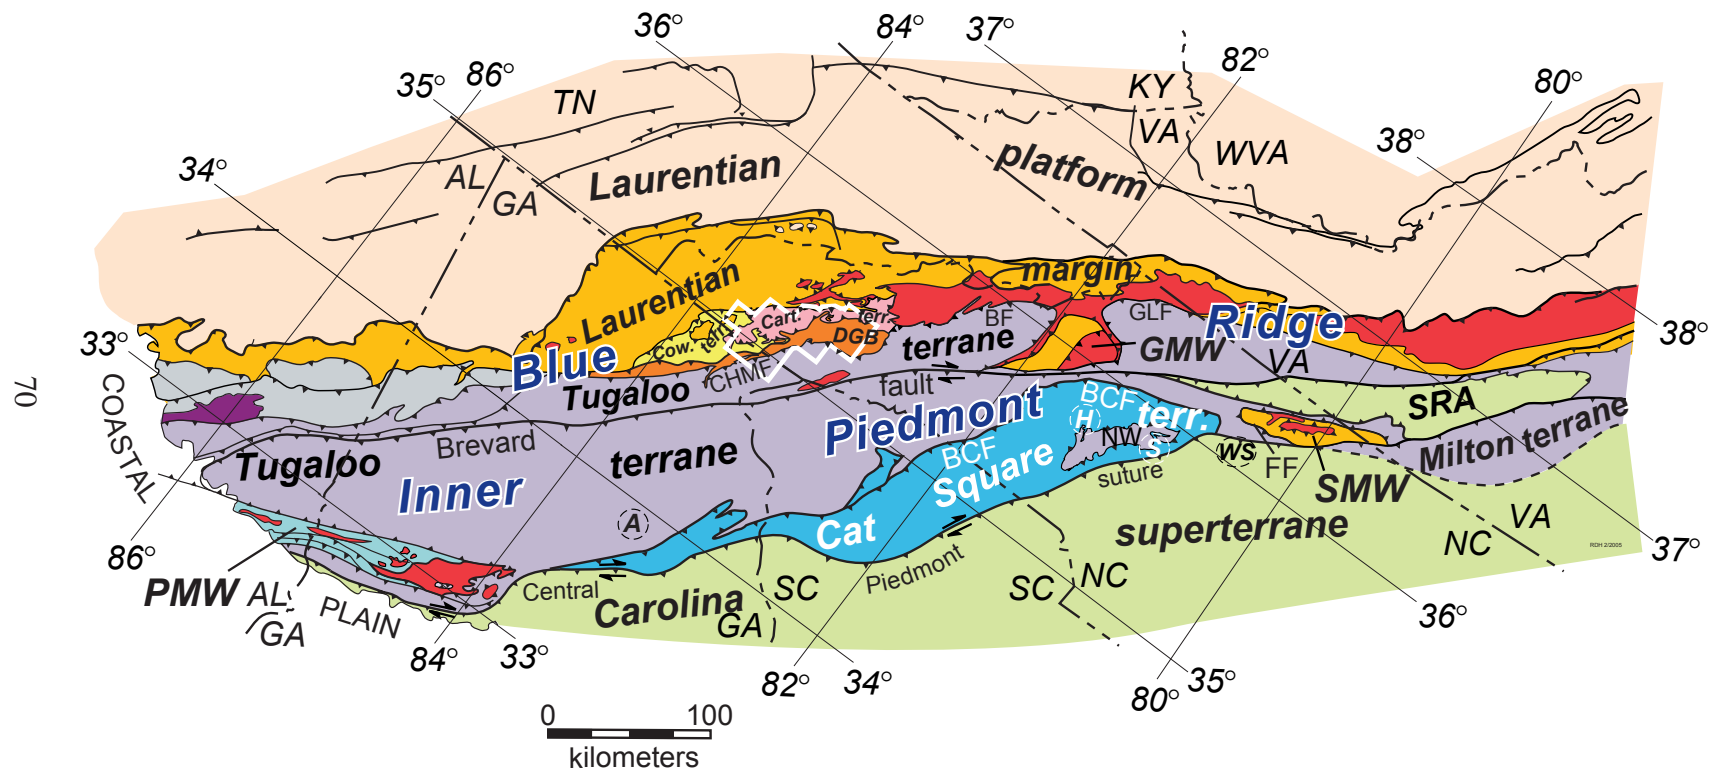 36°
84°
37°
82°
80°
35°
86°
TN
KY
VA
WVA
38°
34°
AL
GA
Laurentian
platform
Laurentian
margin
33°
Cow.
terr.
Cart.
terr.
DGB
BF
GLF
Blue
Ridge
38°
CHMF
terrane
GMW
VA
Tugaloo
fault
70
COASTAL
Brevard
Piedmont
BCF
H
terr.
SRA
Milton terrane
Tugaloo
terrane
Inner
BCF
NW
S
WS
FF
Square
suture
SMW
A
Cat
superterrane
VA
NC
RDH 2/2005
37°
86°
PMW
AL
GA
PLAIN
Central
Carolina
SC
GA
Piedmont
SC
NC
36°
84°
33°
82°
34°
80°
35°
0
100
kilometers